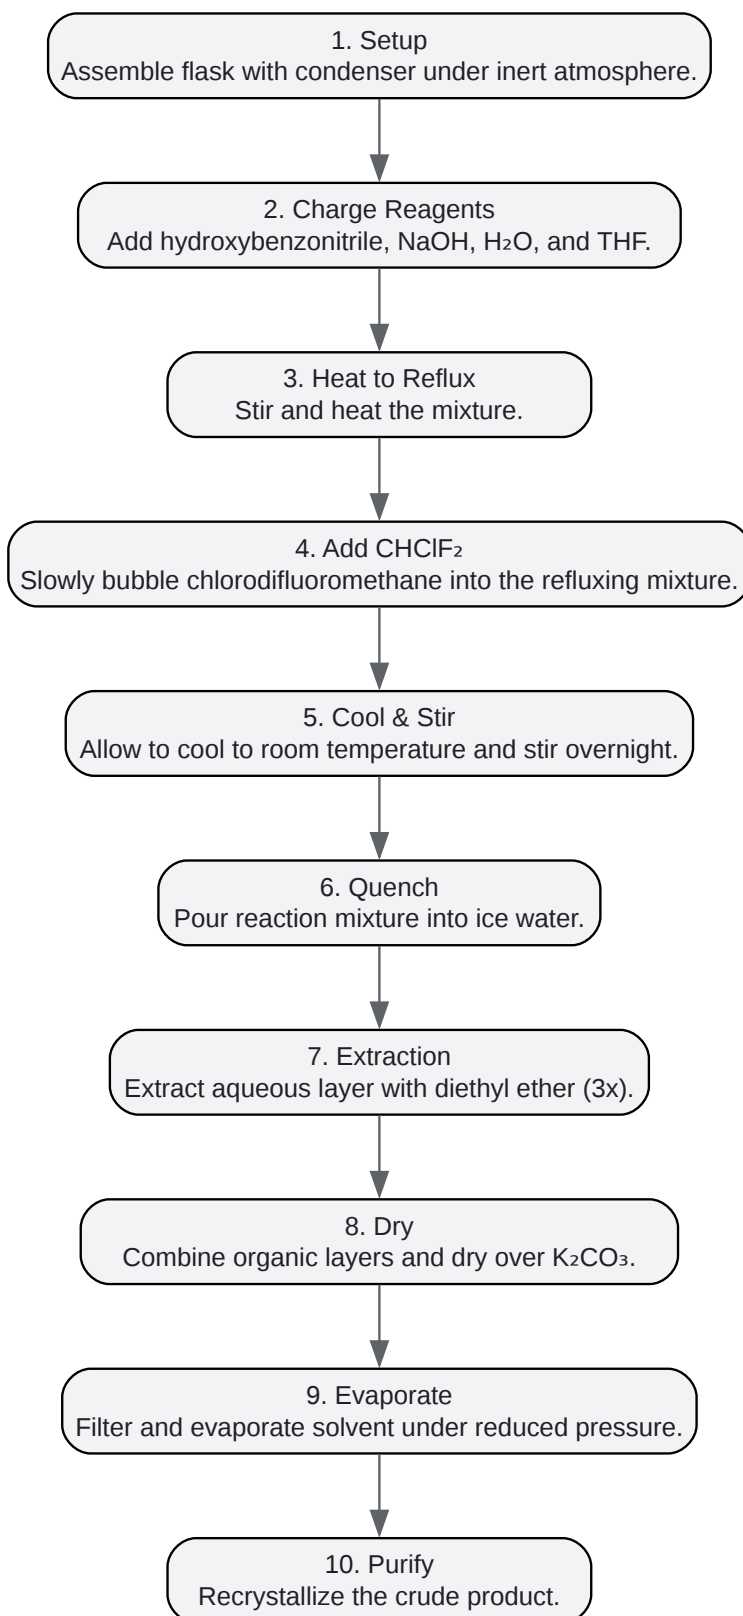 1. Setup
Assemble flask with condenser under inert atmosphere.
2. Charge Reagents
Add hydroxybenzonitrile, NaOH, H₂O, and THF.
3. Heat to Reflux
Stir and heat the mixture.
4. Add CHClF₂
Slowly bubble chlorodifluoromethane into the refluxing mixture.
5. Cool & Stir
Allow to cool to room temperature and stir overnight.
6. Quench
Pour reaction mixture into ice water.
7. Extraction
Extract aqueous layer with diethyl ether (3x).
8. Dry
Combine organic layers and dry over K₂CO₃.
9. Evaporate
Filter and evaporate solvent under reduced pressure.
10. Purify
Recrystallize the crude product.